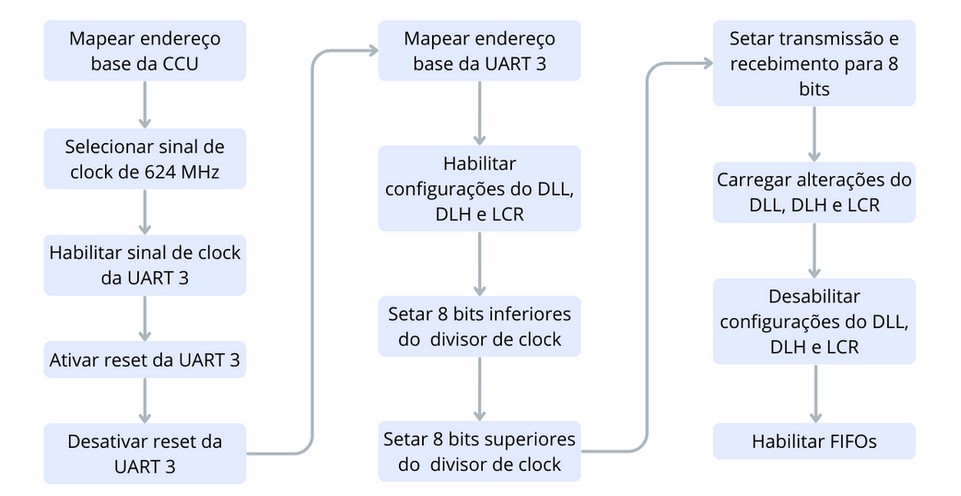 Mapear endereço
base da CCU
Selecionar sinal de
clock de 624 MHz
Habilitar sinal de clock
da UART 3
Ativar reset da UART 3
Desativar reset da
UART 3
Mapear endereço
base da UART 3
Habilitar
configurações do DLL,
DLH e LCR
Setar 8 bits inferiores
do  divisor de clock
Setar 8 bits superiores
do  divisor de clock
Setar transmissão e
recebimento para 8
bits
Carregar alterações do
DLL, DLH e LCR
Desabilitar
configurações do DLL,
DLH e LCR
Habilitar FIFOs